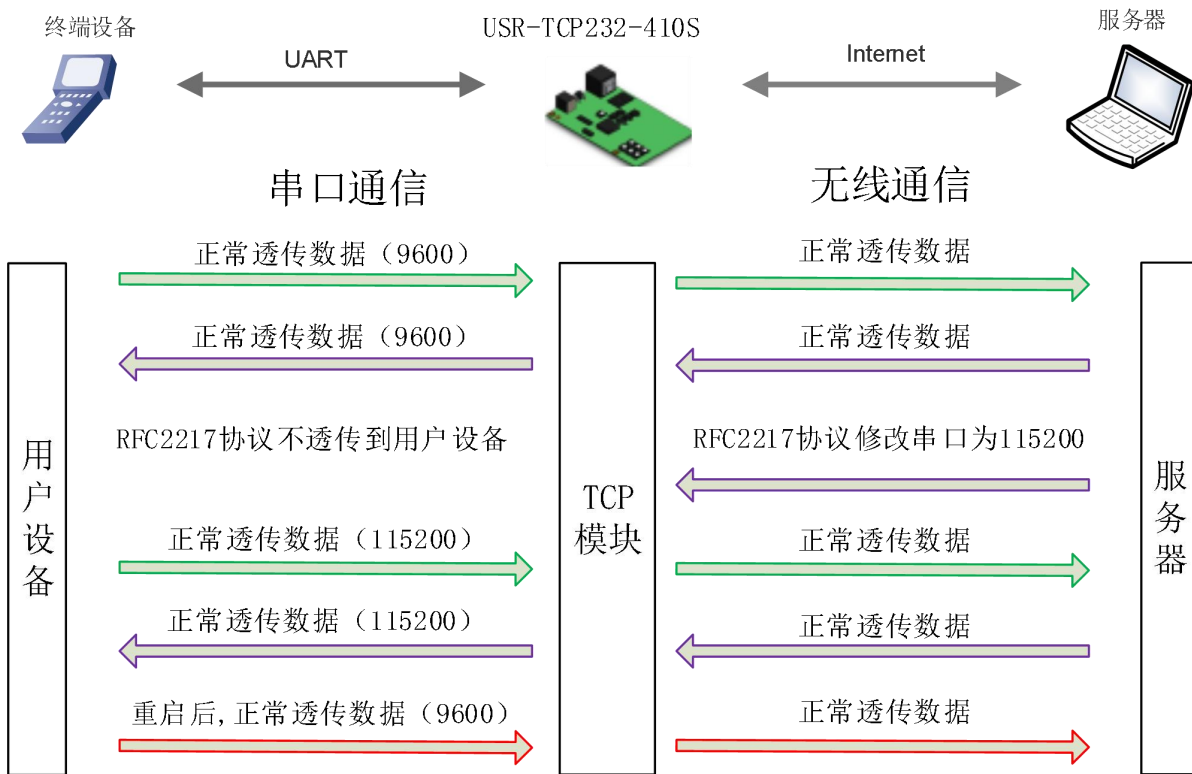 终端设备
USR-TCP232-410S
服务器
UART
Internet
串口通信
无线通信
正常透传数据（9600）
正常透传数据
正常透传数据（9600）
正常透传数据
RFC2217协议不透传到用户设备
RFC2217协议修改串口为115200
用户设备
TCP
模块
服务器
正常透传数据（115200）
正常透传数据
正常透传数据（115200）
正常透传数据
重启后,正常透传数据（9600）
正常透传数据